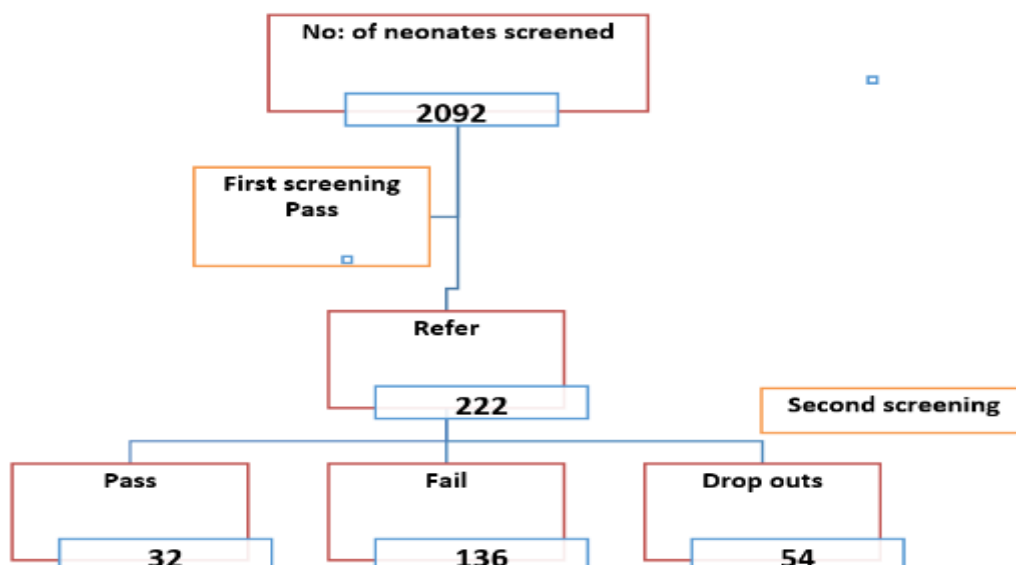 No: of neonates screened
2092
First screening
Pass
Refer
222
Second screening
Pass
Fail
Drop outs
32
136
54